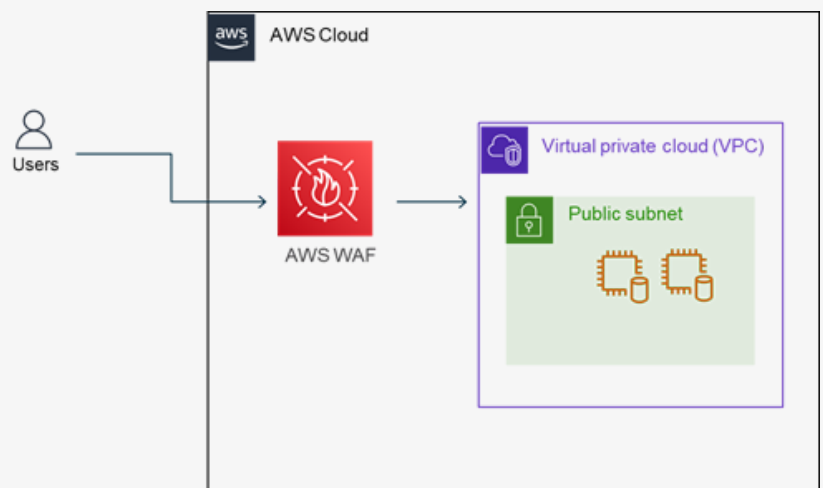 aws
AWS Cloud
Users
Virtual private cloud (VPC)
Public subnet
AWS WAF